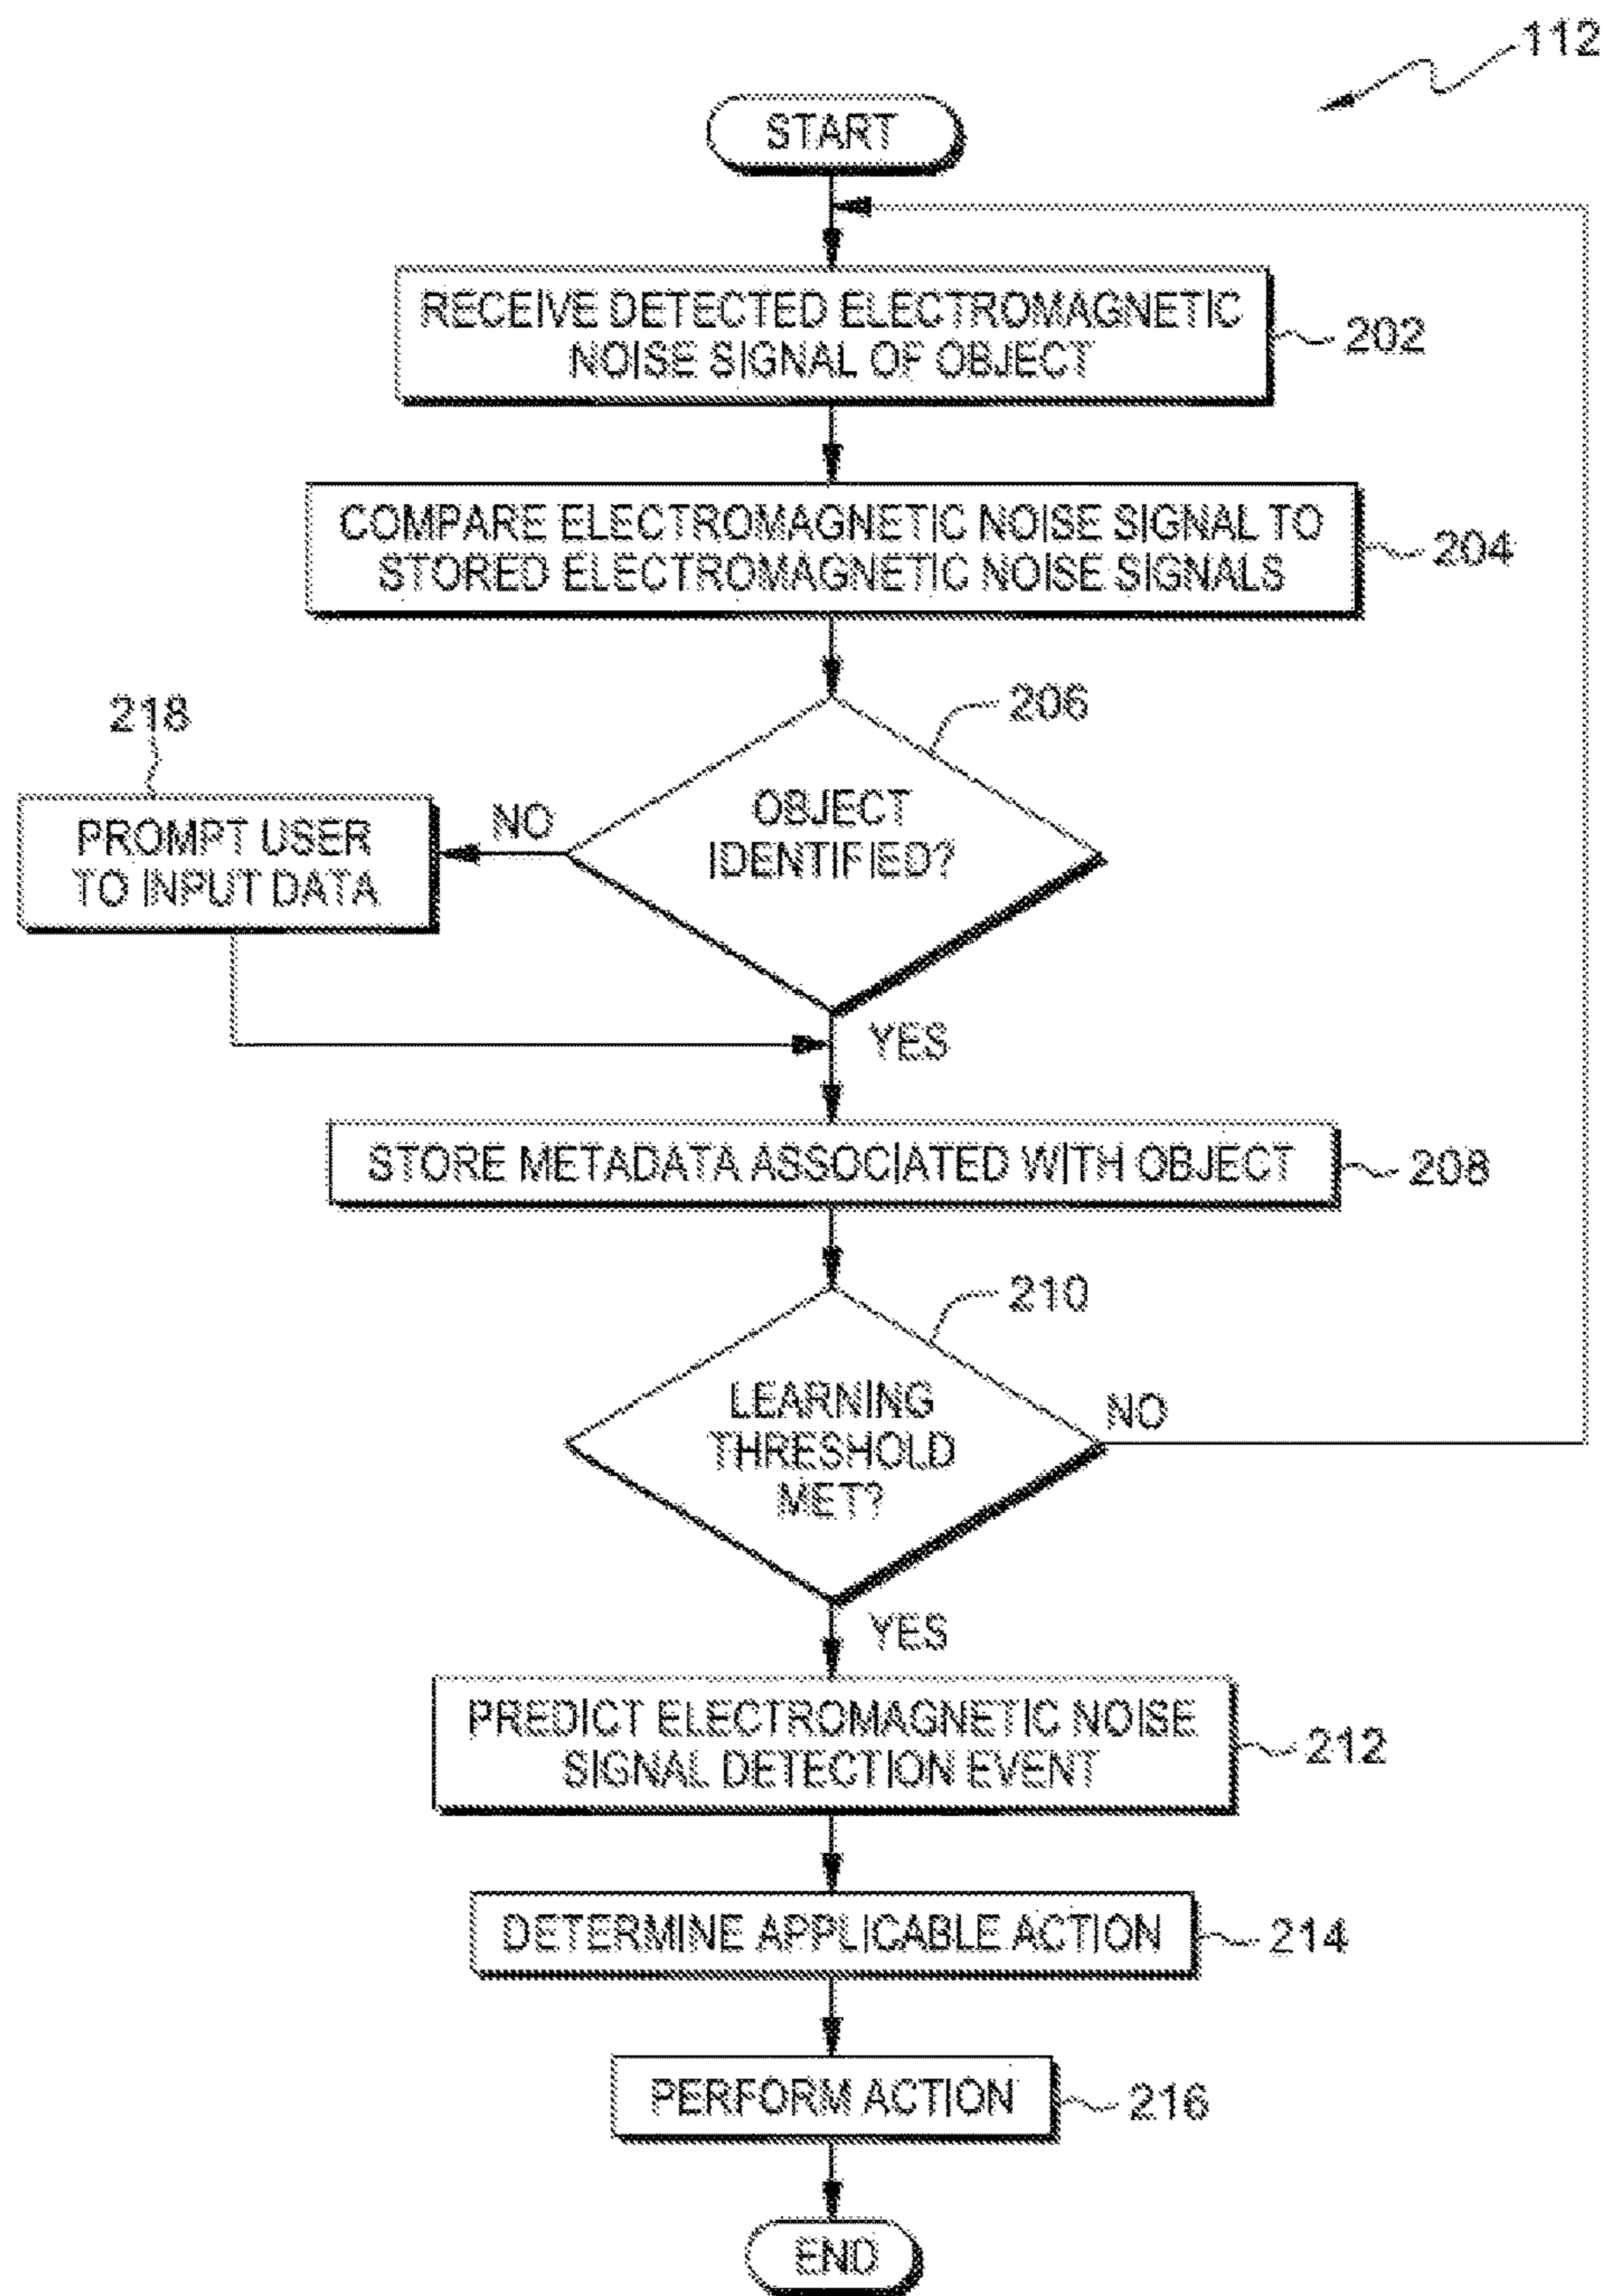 112
START
RECEIVE DETECTED ELECTROMAGNETIC
NOISE SIGNAL OF OBJECT
202
COMPARE ELECTROMAGNETIC NOISE SIGNAL TO
STORED ELECTROMAGNETIC NOISE SIGNALS
204
206
218
OBJECT
IDENTIFIED?
NO
PROMPT USER
TO INPUT DATA
YES
STORE METADATA ASSOCIATED WITH OBJECT
208
210
LEARNING
THRESHOLD
MET?
NO
YES
PREDICT ELECTROMAGNETIC NOISE
SIGNAL DETECTION EVENT
212
DETERMINE APPLICABLE ACTION
214
PERFORM ACTION
216
END